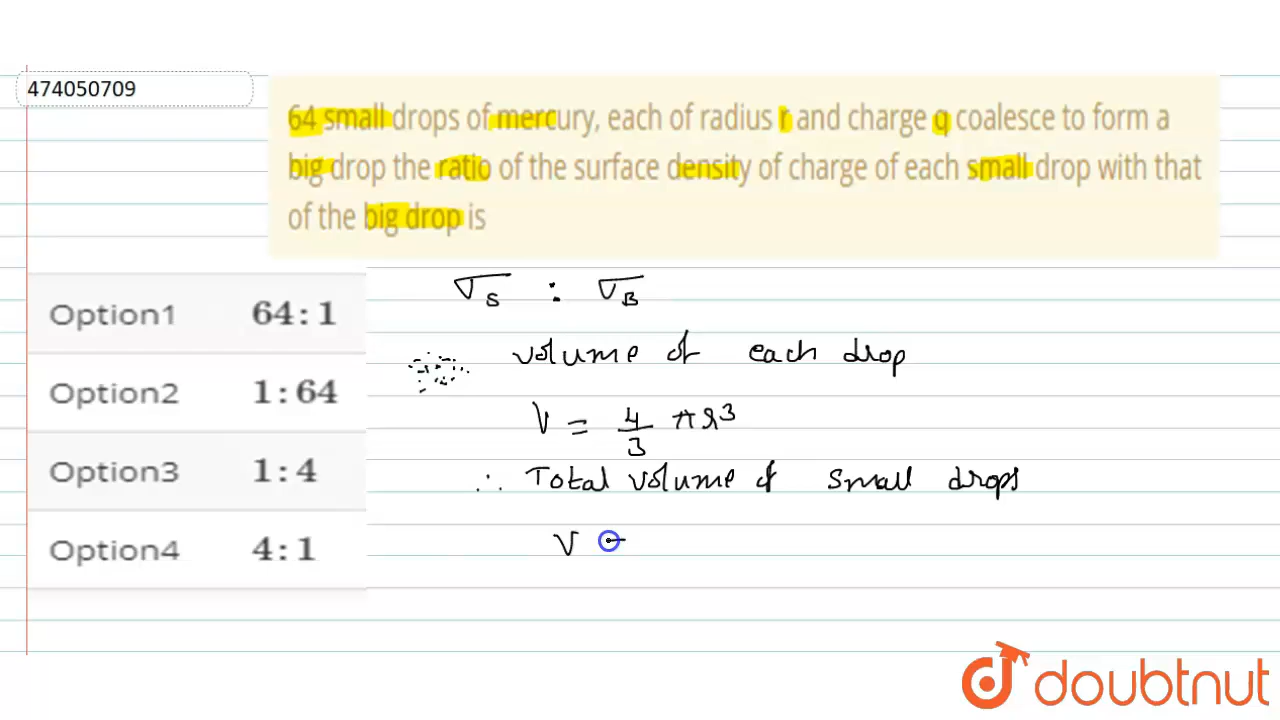 474050709
64 small drops of mercury, each of radius r and charge q coalesce to form a
big drop the ratio of the surface density of charge of each small drop with that
of the big drop is
σs : σB
Option1 64:1
volume of each drop
Option2 1:64
V = 4/3 πr³
Option3 1:4
∴ Total volume of small drops
Option4 4:1
V =
doubtnut